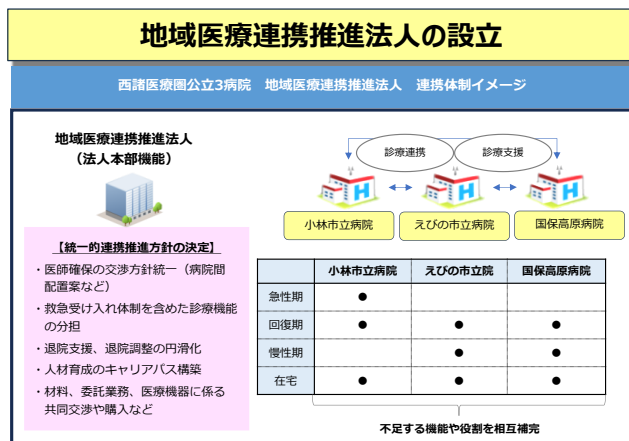 地域医療連携推進法人の設立
西諸医療圏公立3病院　地域医療連携推進法人　連携体制イメージ
地域医療連携推進法人
（法人本部機能）
【統一的連携推進方針の決定】
・医師確保の交渉方針統一（病院間
配置案など）
・救急受け入れ体制を含めた診療機能
の分担
・退院支援、退院調整の円滑化
・人材育成のキャリアパス構築
・材料、委託業務、医療機器に係る
共同交渉や購入など
診療連携　診療支援
H H H
小林市立病院　えびの市立病院　国保高原病院
小林市立病院　えびの市立院　国保高原病院
急性期　●
回復期　●　●　●
慢性期　●　●
在宅　●　●　●
不足する機能や役割を相互補完